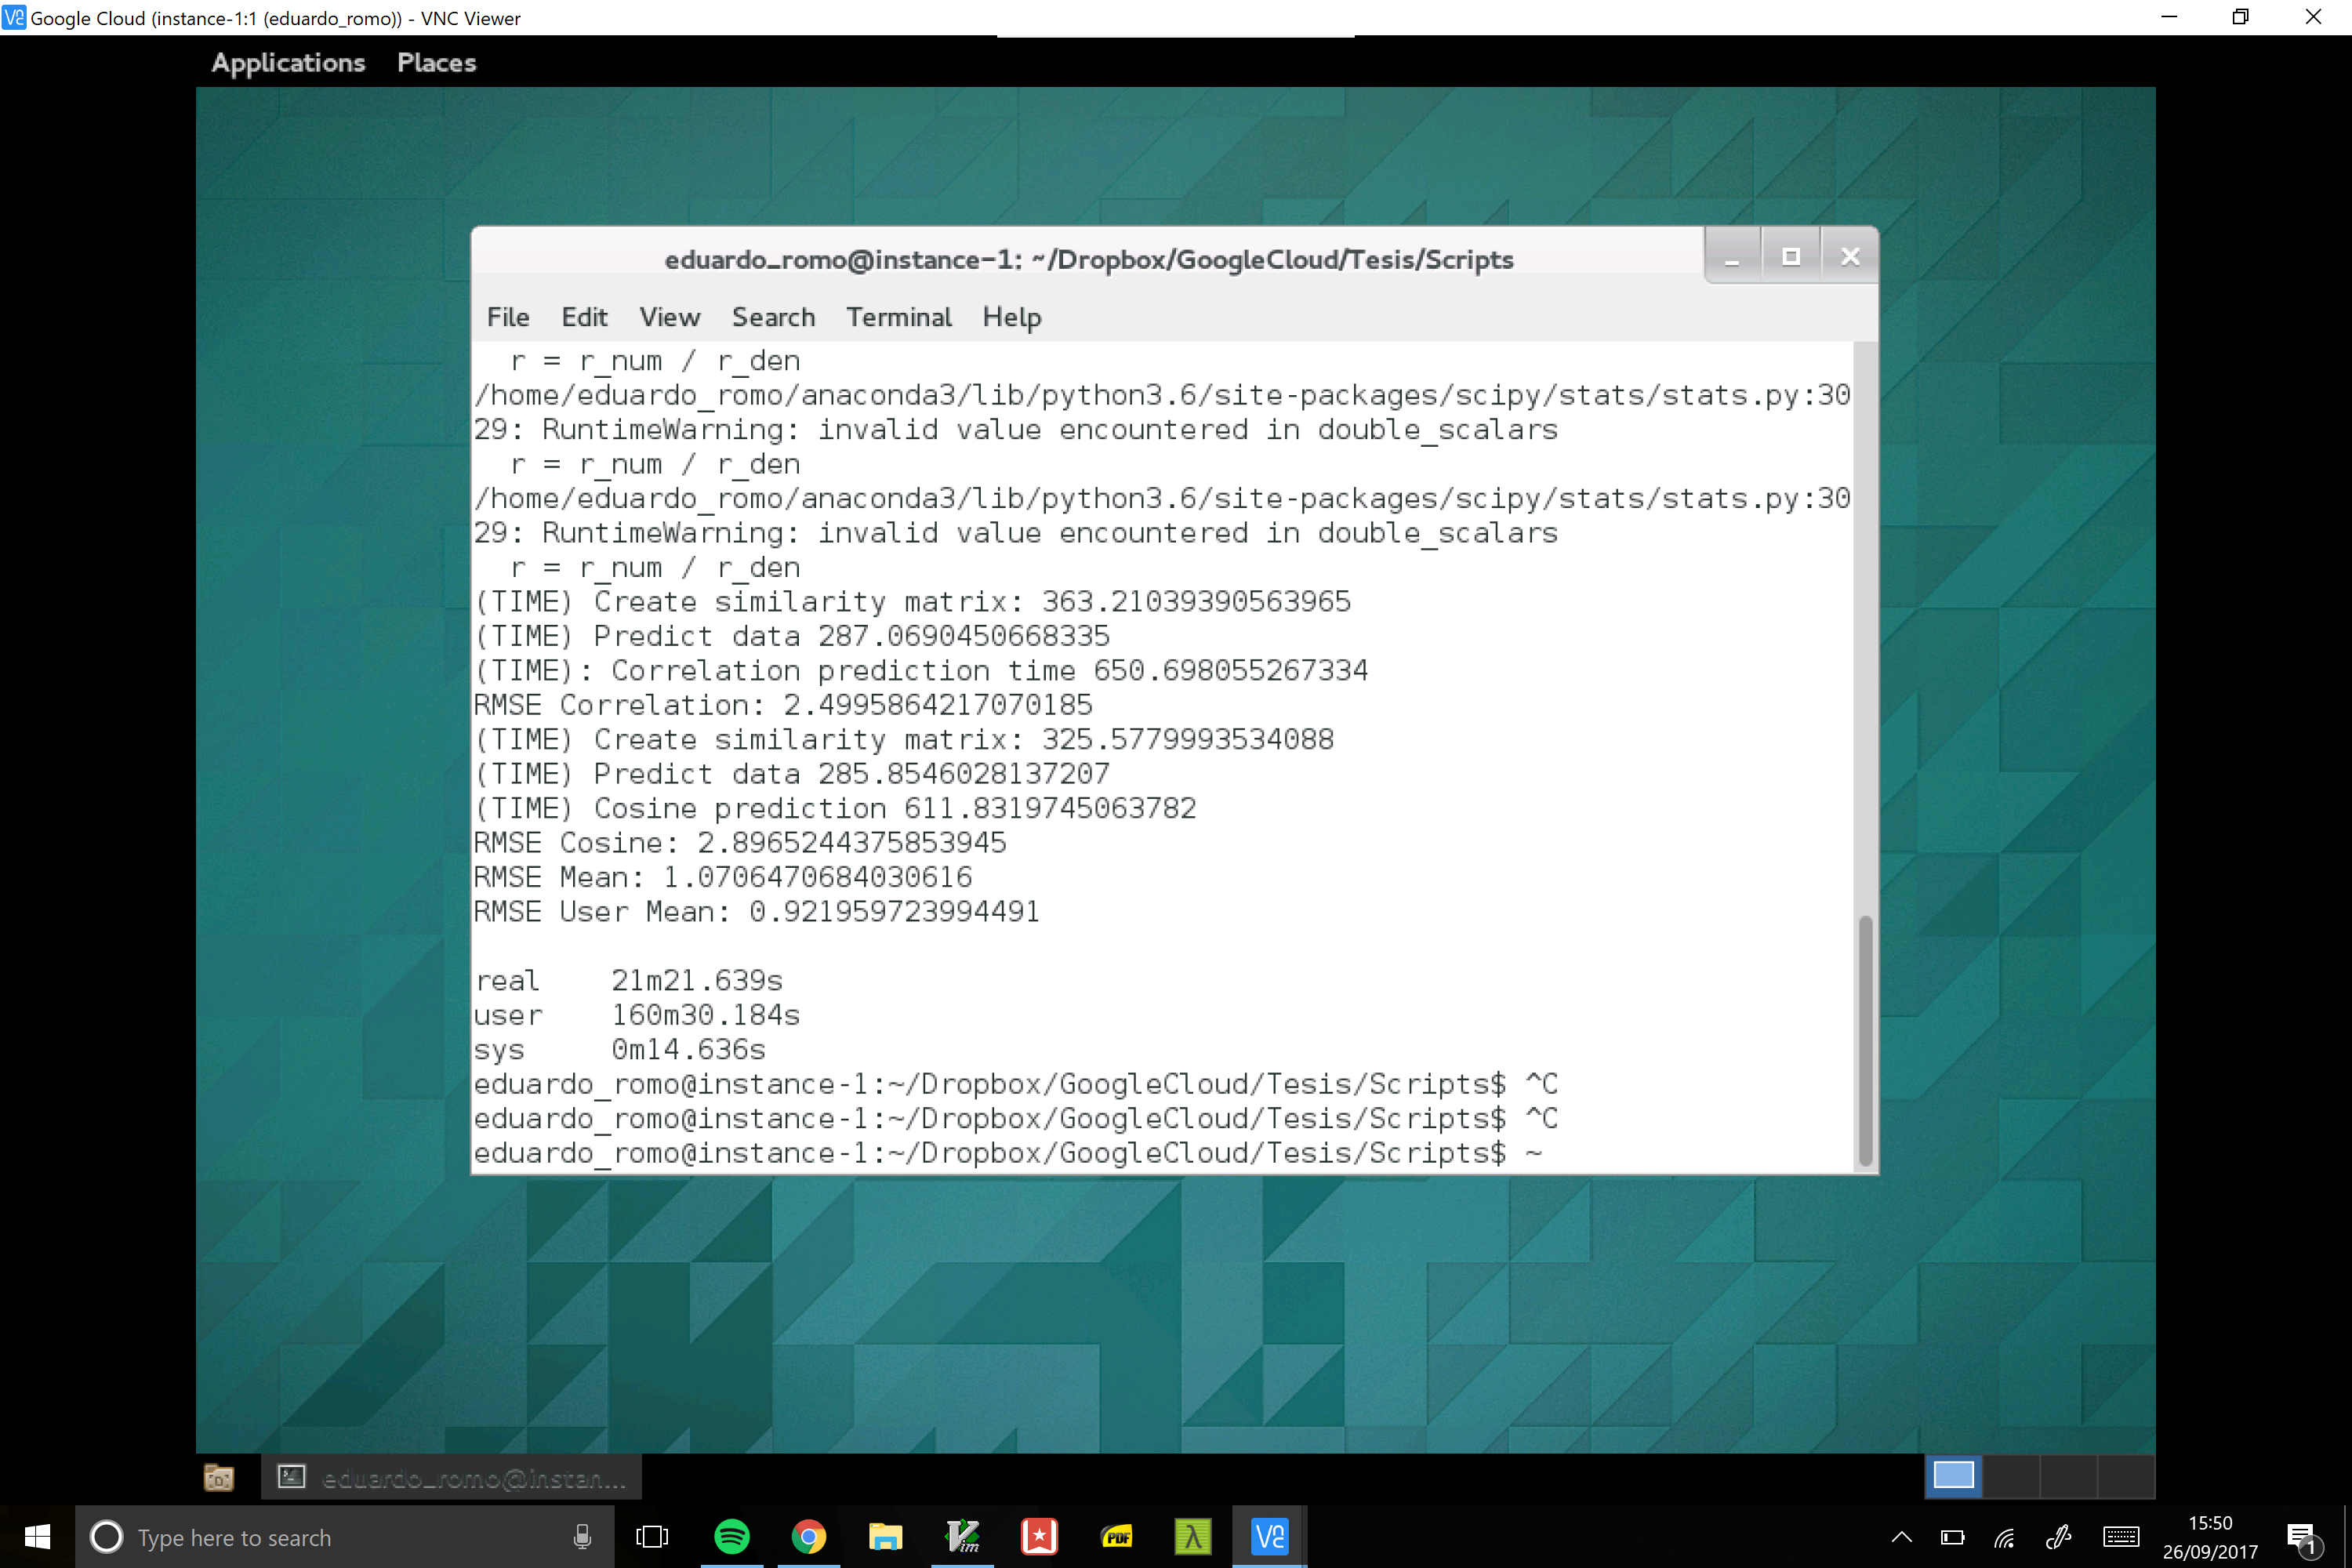 Google Cloud (instance-1:1 (eduardo_romo)) - VNC Viewer
Applications Places
eduardo_romo@instance-1: ~/Dropbox/GoogleCloud/Tesis/Scripts
File Edit View Search Terminal Help
r = r_num / r_den
/home/eduardo_romo/anaconda3/lib/python3.6/site-packages/scipy/stats/stats.py:30
29: RuntimeWarning: invalid value encountered in double_scalars
r = r_num / r_den
/home/eduardo_romo/anaconda3/lib/python3.6/site-packages/scipy/stats/stats.py:30
29: RuntimeWarning: invalid value encountered in double_scalars
r = r_num / r_den
(TIME) Create similarity matrix: 363.21039390563965
(TIME) Predict data 287.0690450668335
(TIME): Correlation prediction time 650.698055267334
RMSE Correlation: 2.4995864217070185
(TIME) Create similarity matrix: 325.5779993534088
(TIME) Predict data 285.8546028137207
(TIME) Cosine prediction 611.8319745063782
RMSE Cosine: 2.8965244375853945
RMSE Mean: 1.0706470684030616
RMSE User Mean: 0.921959723994491
real 21m21.639s
user 160m30.184s
sys 0m14.636s
eduardo_romo@instance-1:~/Dropbox/GoogleCloud/Tesis/Scripts$ ^C
eduardo_romo@instance-1:~/Dropbox/GoogleCloud/Tesis/Scripts$ ^C
eduardo_romo@instance-1:~/Dropbox/GoogleCloud/Tesis/Scripts$ ~
eduardo_romo@instan...
Type here to search
PDF
15:50
26/09/2017
1